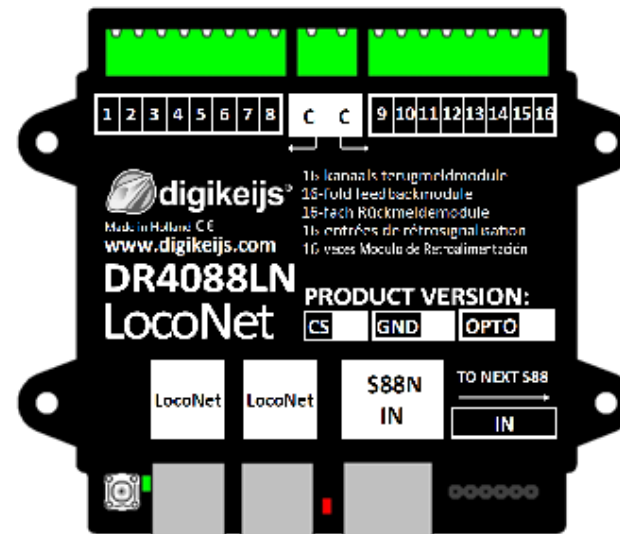 1 2 3 4 5 6 7 8 C C 9 10 11 12 13 14 15 16
digikeijs®
Made in Holland CE
www.digikeijs.com
DR4088LN
LocoNet
16 kanaals terugmeldmodule
16-fold feedbackmodule
16-fach Rückmeldemodule
16 entrées de rétrosignalisation
16 veces Modulo de Retroalimentación
PRODUCT VERSION:
CS GND OPTO
LocoNet LocoNet
S88N
IN
TO NEXT S88
IN